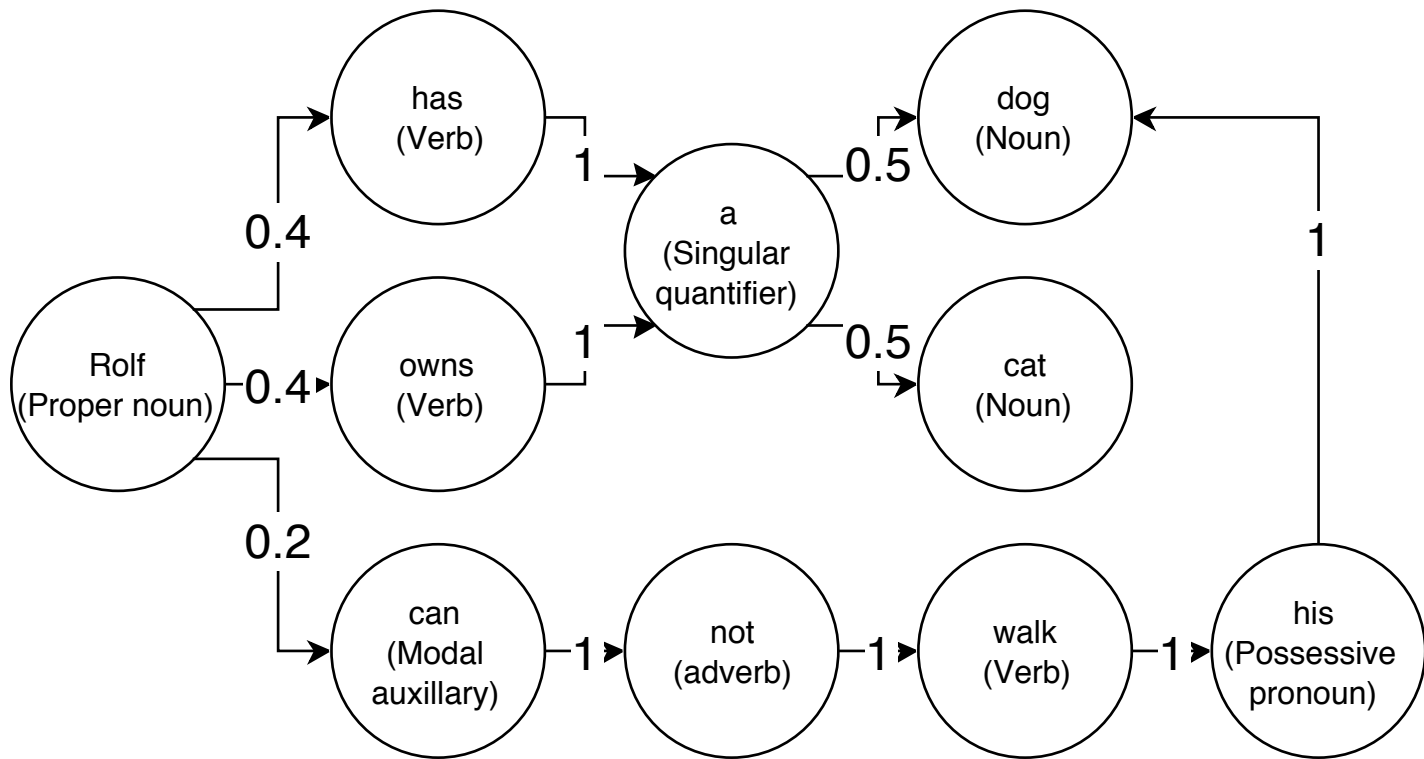 has
(Verb)
dog
(Noun)
1
0.5
a
(Singular
quantifier)
0.4
1
Rolf
(Proper noun)
0.4
owns
(Verb)
1
0.5
cat
(Noun)
0.2
can
(Modal
auxillary)
1
not
(adverb)
1
walk
(Verb)
1
his
(Possessive
pronoun)